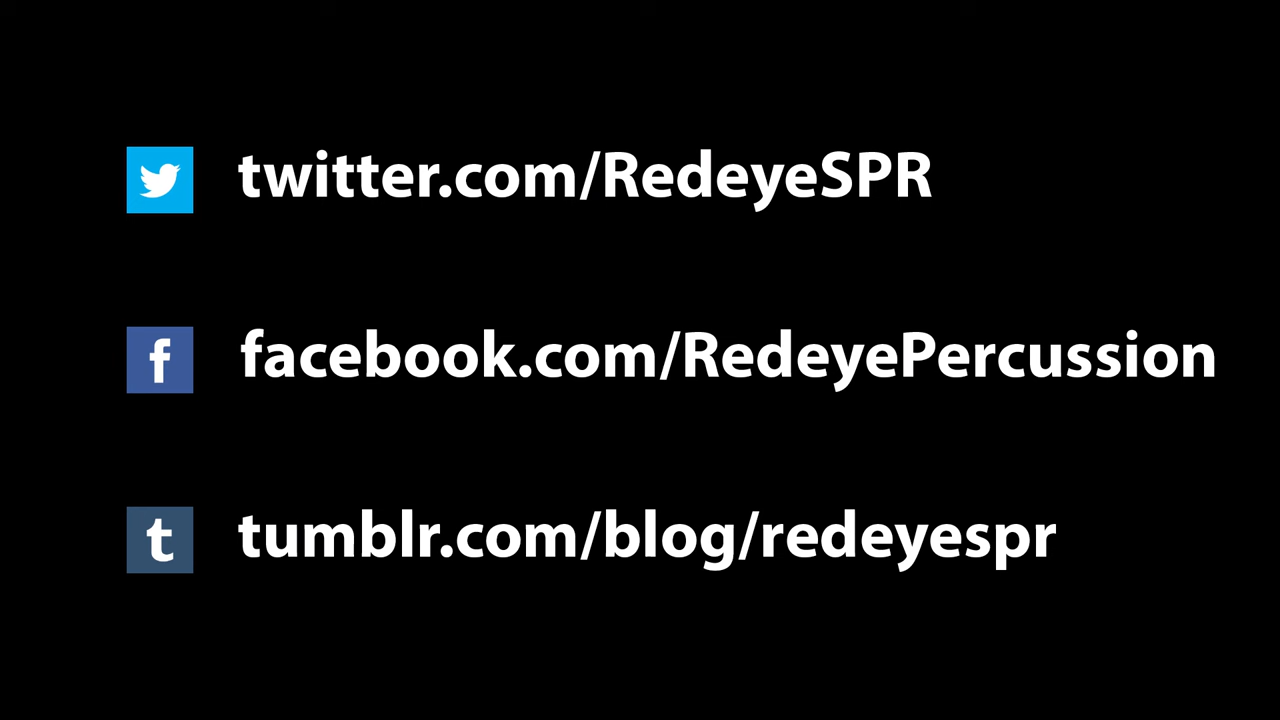 twitter.com/RedeyeSPR
facebook.com/RedeyePercussion
tumblr.com/blog/redeyespr